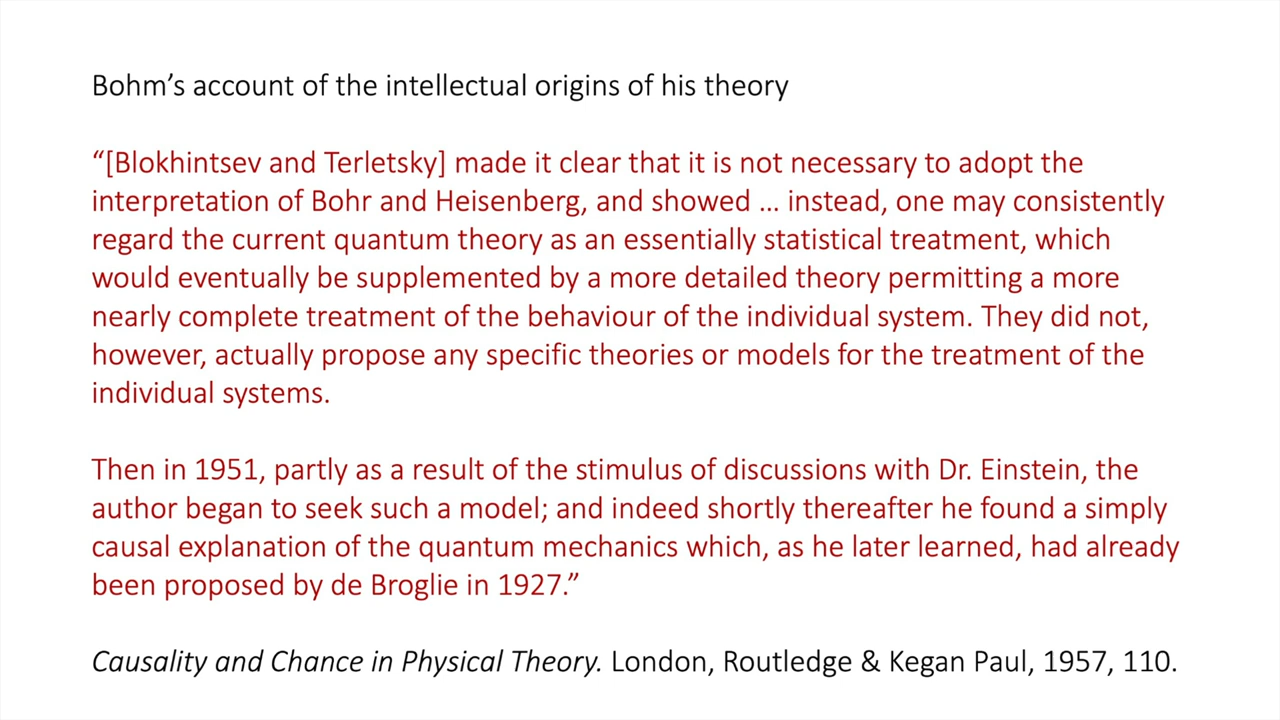 Bohm’s account of the intellectual origins of his theory
“[Blokhintsev and Terletsky] made it clear that it is not necessary to adopt the
interpretation of Bohr and Heisenberg, and showed … instead, one may consistently
regard the current quantum theory as an essentially statistical treatment, which
would eventually be supplemented by a more detailed theory permitting a more
nearly complete treatment of the behaviour of the individual system. They did not,
however, actually propose any specific theories or models for the treatment of the
individual systems.
Then in 1951, partly as a result of the stimulus of discussions with Dr. Einstein, the
author began to seek such a model; and indeed shortly thereafter he found a simply
causal explanation of the quantum mechanics which, as he later learned, had already
been proposed by de Broglie in 1927.”
Causality and Chance in Physical Theory. London, Routledge & Kegan Paul, 1957, 110.